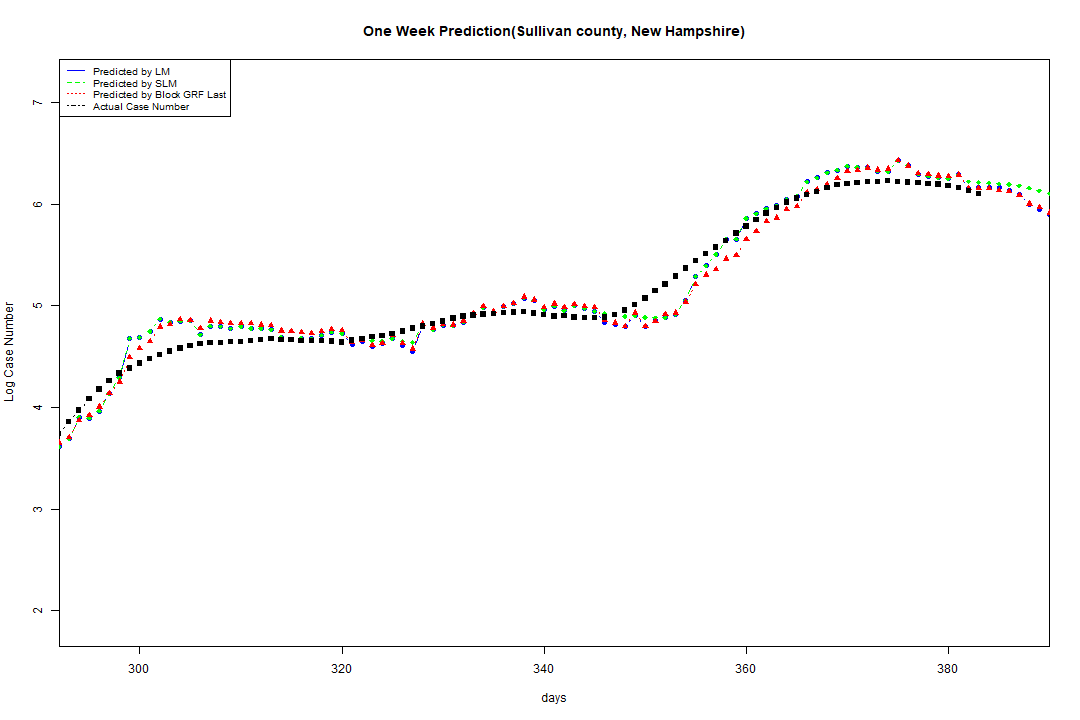 One Week Prediction(Sullivan county, New Hampshire)
Predicted by LM
Predicted by SLM
Predicted by Block GRF Last
Actual Case Number
7
6
5
4
3
2
Log Case Number
300 320 340 360 380
days